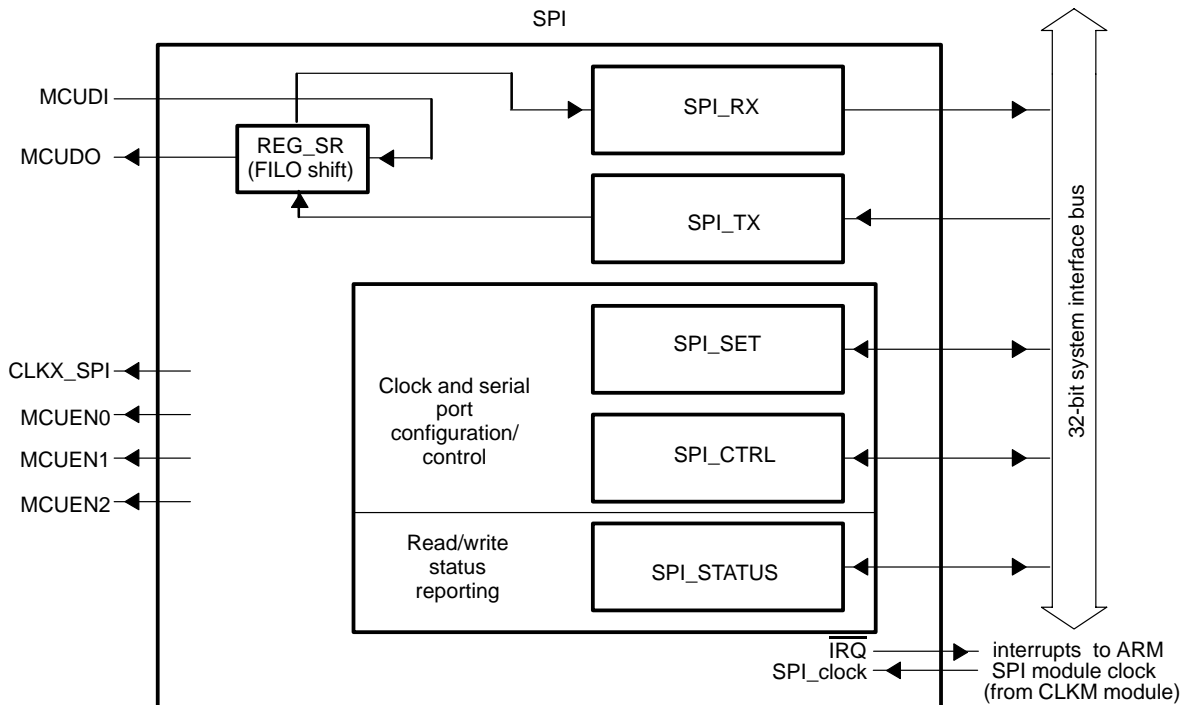 SPI
MCUDI
MCUDO
REG_SR
(FILO shift)
SPI_RX
SPI_TX
32-bit system interface bus
CLKX_SPI
MCUEN0
MCUEN1
MCUEN2
Clock and serial
port
configuration/
control
SPI_SET
SPI_CTRL
Read/write
status
reporting
SPI_STATUS
IRQ
interrupts to ARM
SPI_clock
SPI module clock
(from CLKM module)